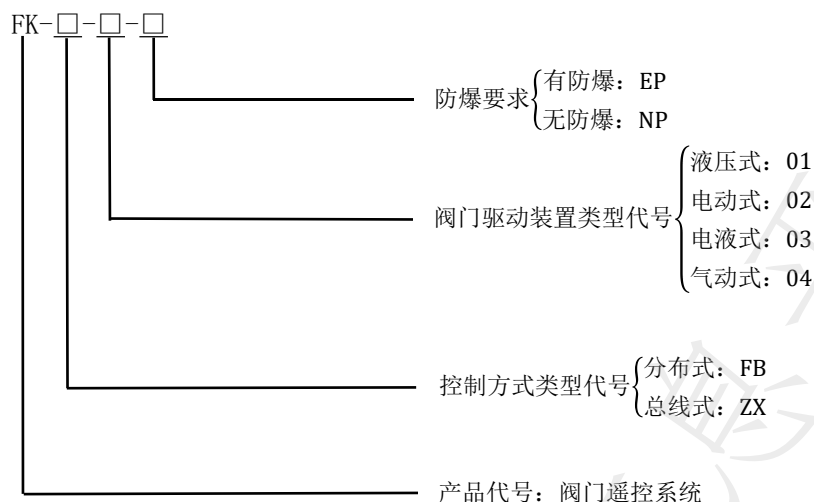 FK-□-□-□
防爆要求
有防爆：EP
无防爆：NP
阀门驱动装置类型代号
液压式：01
电动式：02
电液式：03
气动式：04
控制方式类型代号
分布式：FB
总线式：ZX
产品代号：阀门遥控系统